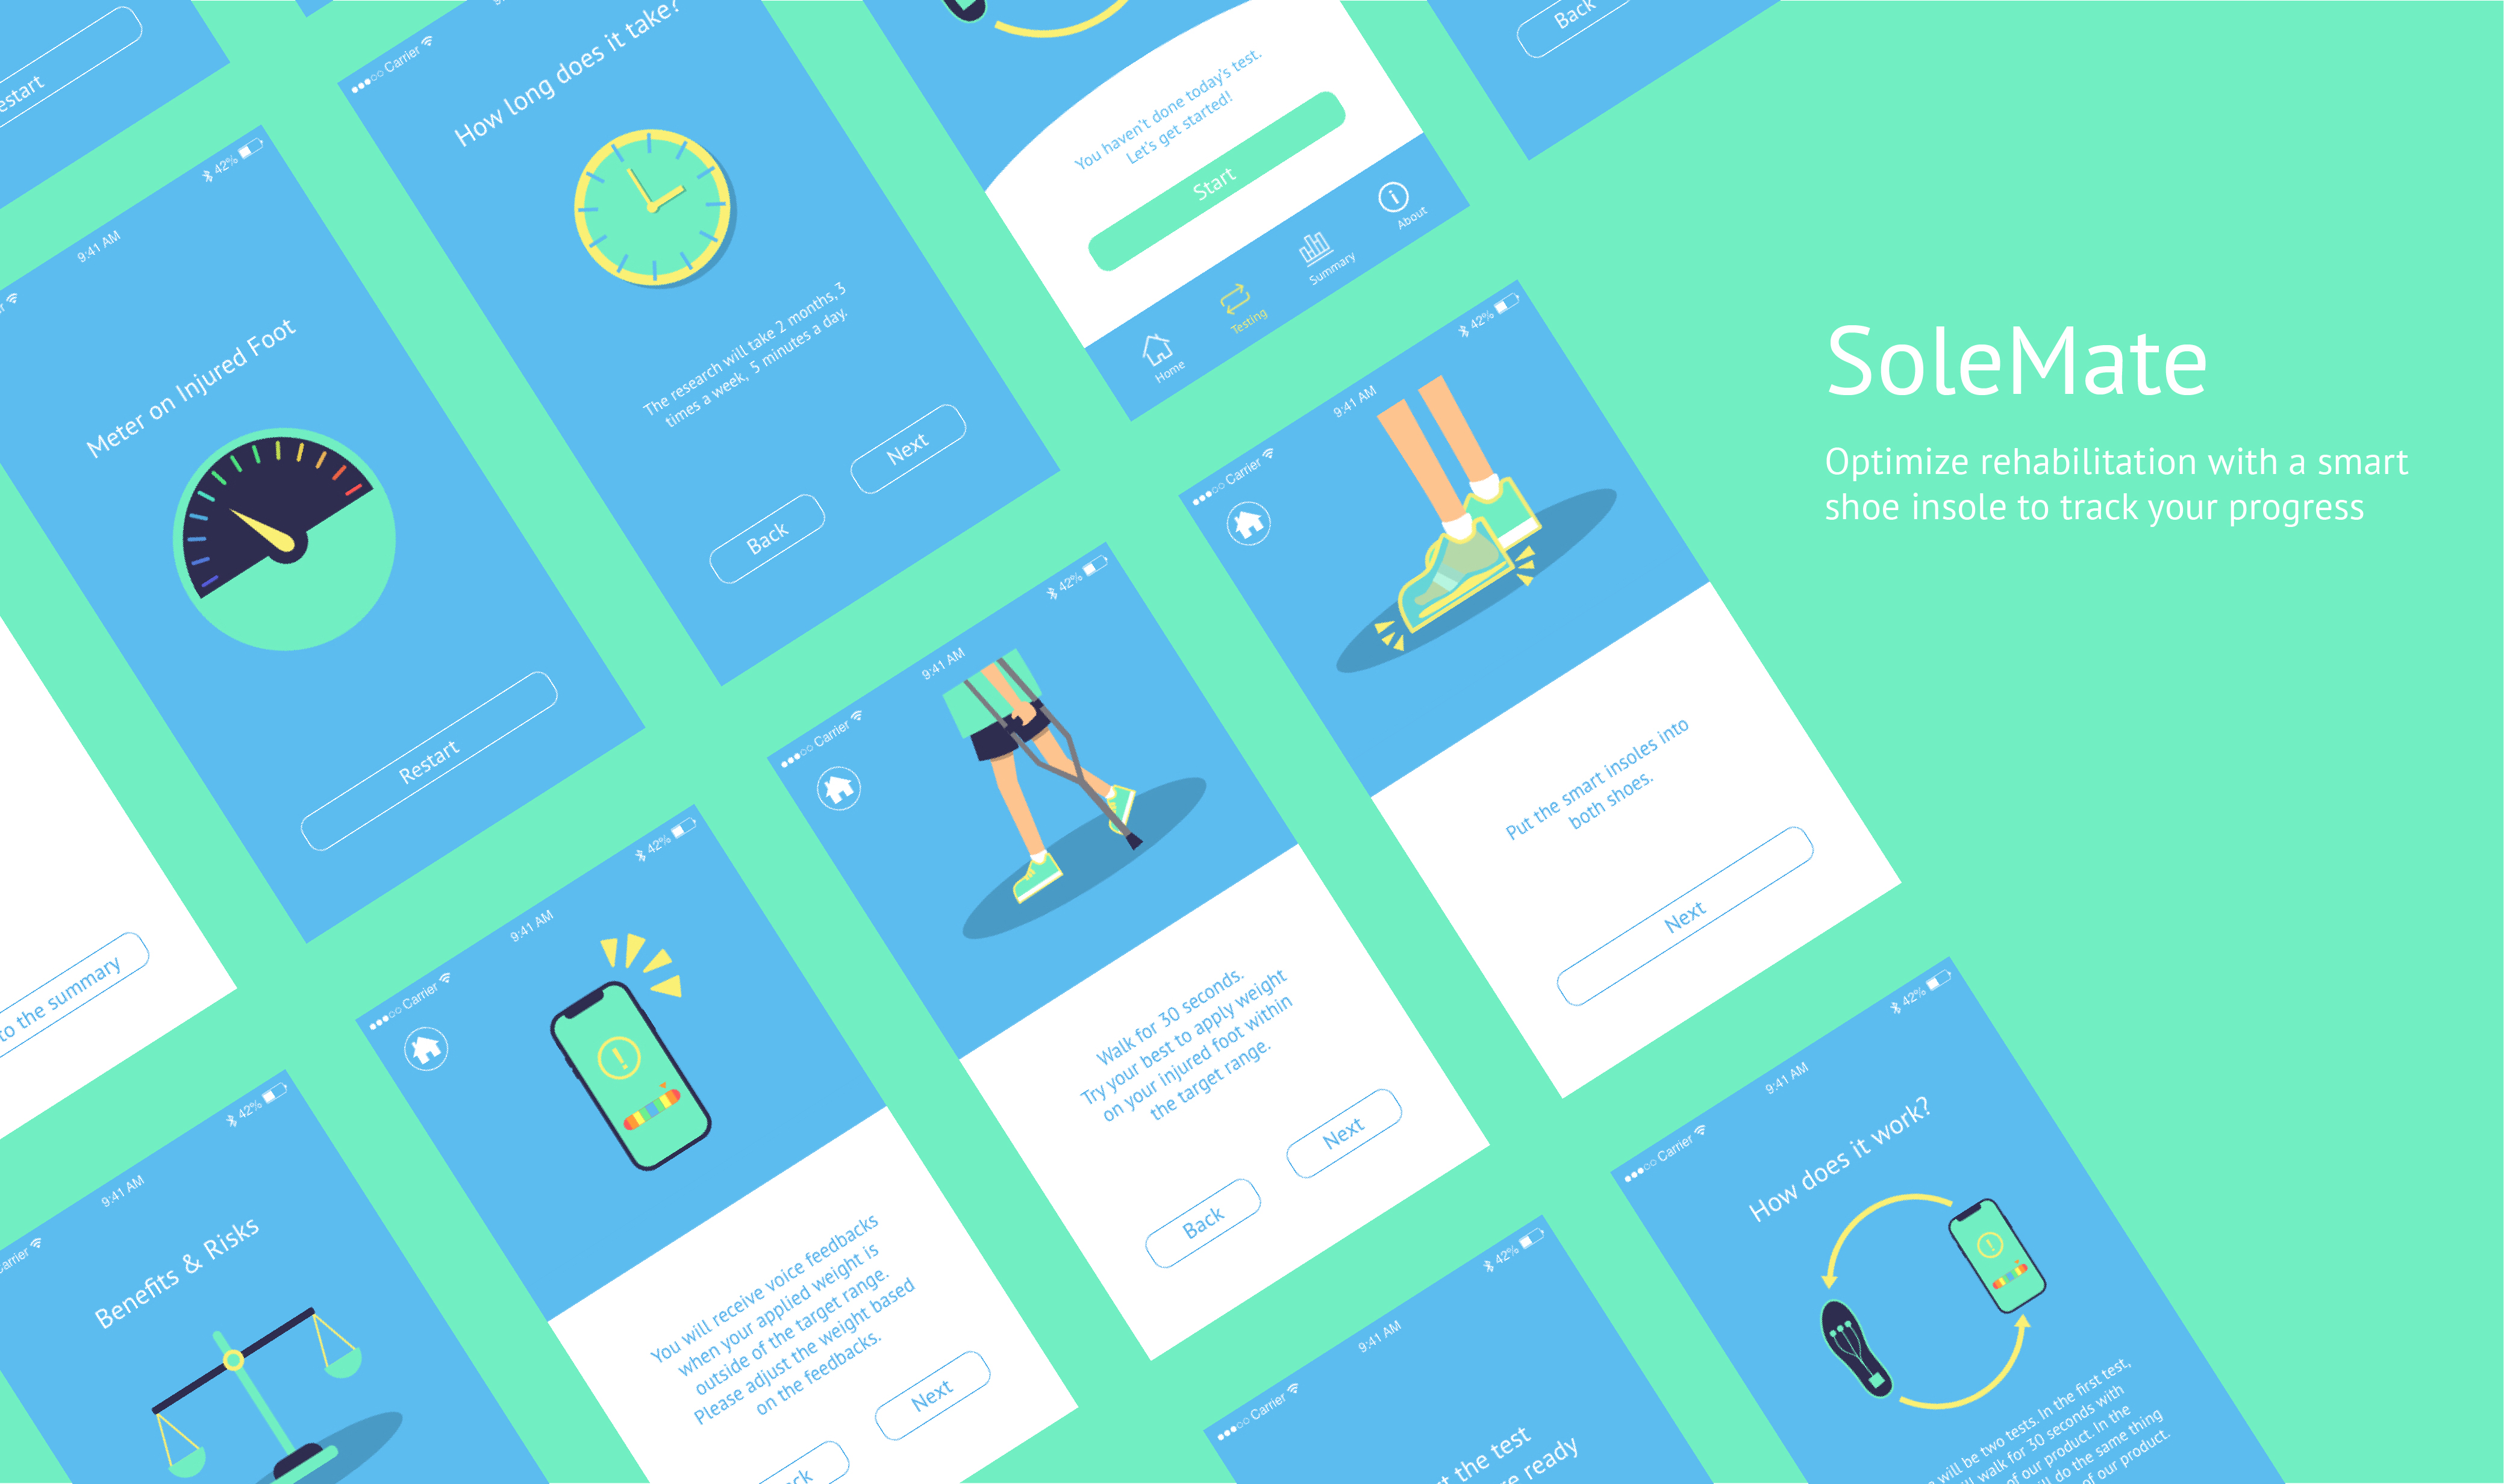 estart
42%
9:41 AM
Meter on Injured Foot
Restart
to the summary
Carrier
How long does it take?
The research will take 2 months, 3
times a week, 5 minutes a day.
Back
Next
You haven't done today's test.
Let's get started!
Start
Home
Testing
Summary
About
Back
SoleMate
Optimize rehabilitation with a smart
shoe insole to track your progress
Carrier
9:41 AM
42%
Put the smart insoles into
both shoes.
Next
Carrier
9:41 AM
42%
Walk for 30 seconds.
Try your best to apply weight
on your injured foot within
the target range.
Back
Next
Carrier
9:41 AM
42%
You will receive voice feedbacks
when your applied weight is
outside of the target range.
Please adjust the weight based
on the feedbacks.
Next
ck
arrier
9:41 AM
42%
Benefits & Risks
Carrier
9:41 AM
42%
t the test
e ready
Carrier
9:41 AM
42%
How does it work?
will be two tests. In the first test,
walk for 30 seconds with
of our product. In the
do the same thing
of our product.